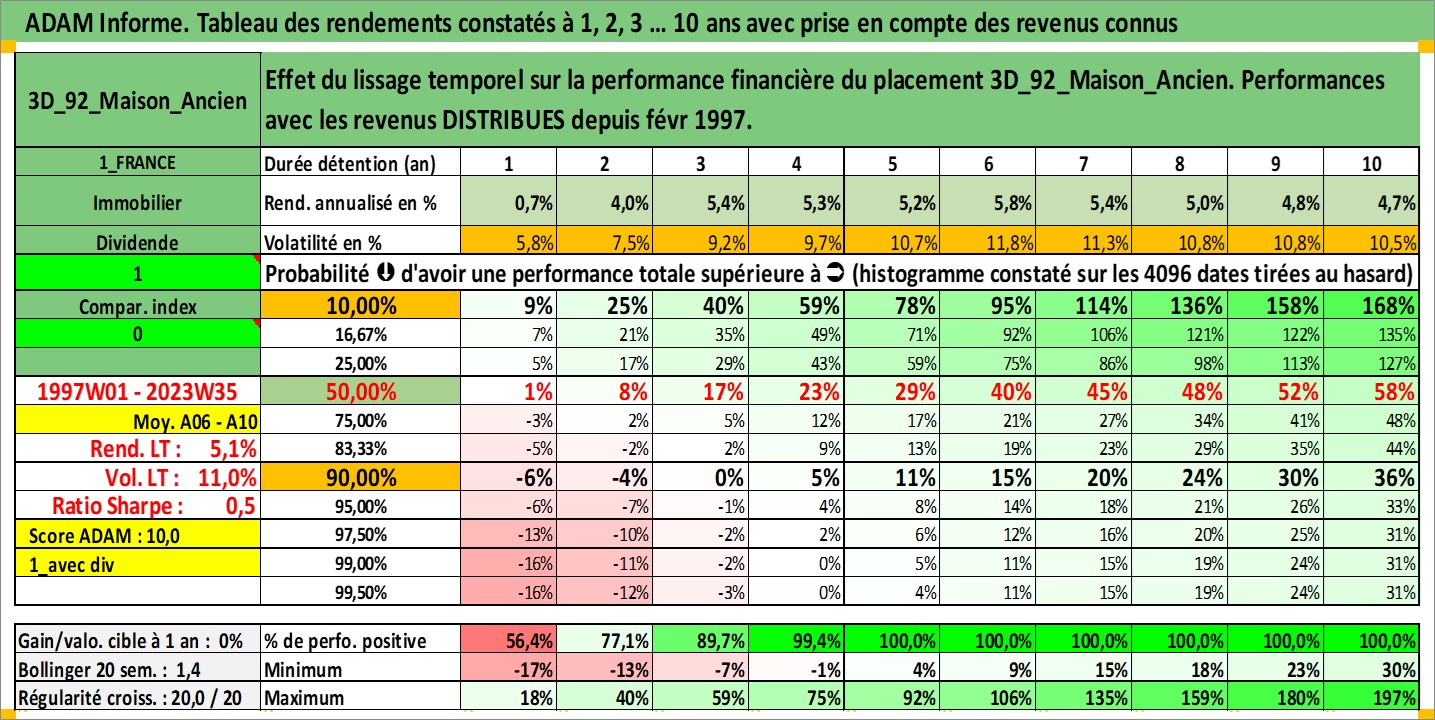 ADAM Informe. Tableau des rendements constatés à 1, 2, 3 ... 10 ans avec prise en compte des revenus connus
3D_92_Maison_Ancien
Effet du lissage temporel sur la performance financière du placement 3D_92_Maison_Ancien. Performances
avec les revenus DISTRIBUES depuis févr 1997.
1_FRANCE Durée détention (an) 1 2 3 4 5 6 7 8 9 10
Immobilier Rend. annualisé en % 0,7% 4,0% 5,4% 5,3% 5,2% 5,8% 5,4% 5,0% 4,8% 4,7%
Dividende Volatilité en % 5,8% 7,5% 9,2% 9,7% 10,7% 11,8% 11,3% 10,8% 10,8% 10,5%
1 Probabilité ⬇ d'avoir une performance totale supérieure à ➲ (histogramme constaté sur les 4096 dates tirées au hasard)
Compar. index 10,00% 9% 25% 40% 59% 78% 95% 114% 136% 158% 168%
0 16,67% 7% 21% 35% 49% 71% 92% 106% 121% 122% 135%
25,00% 5% 17% 29% 43% 59% 75% 86% 98% 113% 127%
1997W01 - 2023W35 50,00% 1% 8% 17% 23% 29% 40% 45% 48% 52% 58%
Moy. A06 - A10 75,00% -3% 2% 5% 12% 17% 21% 27% 34% 41% 48%
Rend. LT : 5,1% 83,33% -5% -2% 2% 9% 13% 19% 23% 29% 35% 44%
Vol. LT : 11,0% 90,00% -6% -4% 0% 5% 11% 15% 20% 24% 30% 36%
Ratio Sharpe : 0,5 95,00% -6% -7% -1% 4% 8% 14% 18% 21% 26% 33%
Score ADAM : 10,0 97,50% -13% -10% -2% 2% 6% 12% 16% 20% 25% 31%
1_avec div 99,00% -16% -11% -2% 0% 5% 11% 15% 19% 24% 31%
99,50% -16% -12% -3% 0% 4% 11% 15% 19% 24% 31%
Gain/valo. cible à 1 an : 0% % de perfo. positive 56,4% 77,1% 89,7% 99,4% 100,0% 100,0% 100,0% 100,0% 100,0% 100,0%
Bollinger 20 sem. : 1,4 Minimum -17% -13% -7% -1% 4% 9% 15% 18% 23% 30%
Régularité croiss. : 20,0 / 20 Maximum 18% 40% 59% 75% 92% 106% 135% 159% 180% 197%